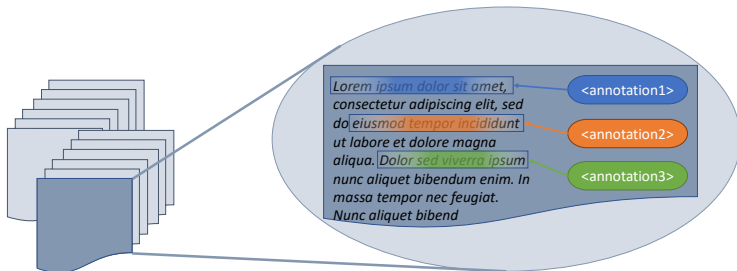 Lorem ipsum dolor sit amet,
consectetur adipiscing elit, sed
do eiusmod tempor incididunt
ut labore et dolore magna
aliqua. Dolor sed viverra ipsum
nunc aliquet bibendum enim. In
massa tempor nec feugiat.
Nunc aliquet bibend
<annotation1>
<annotation2>
<annotation3>